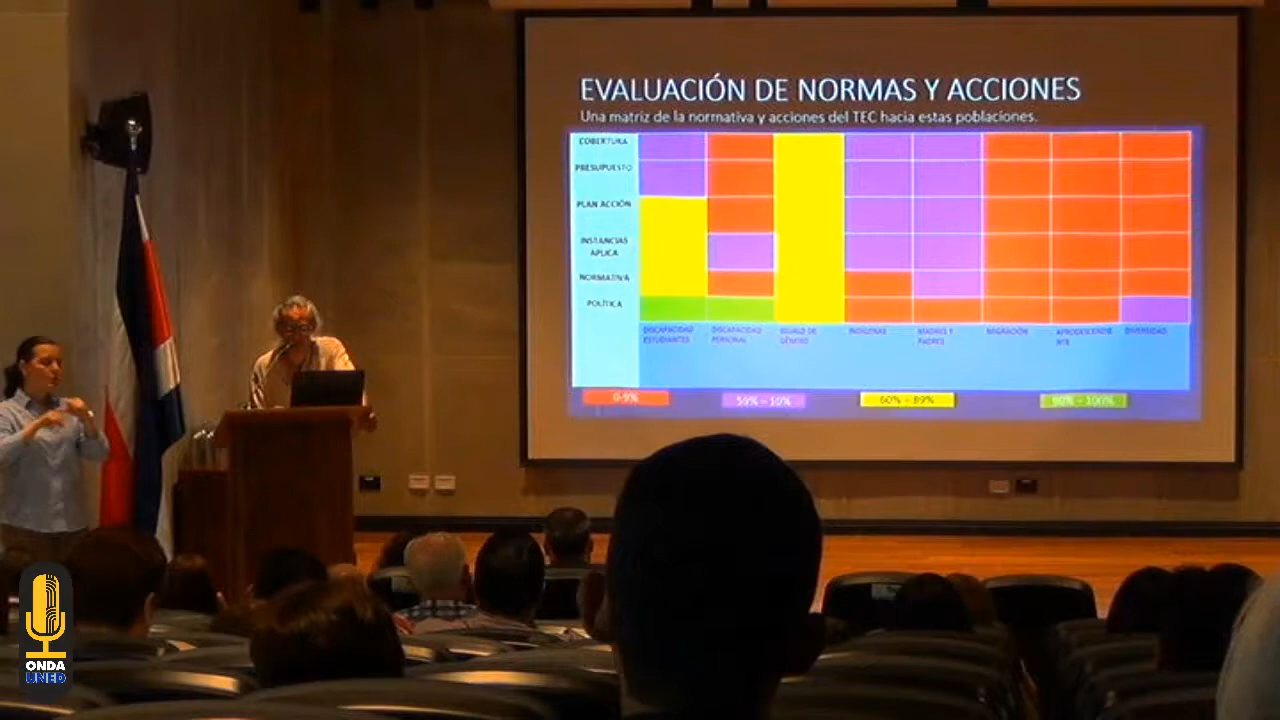 EVALUACIÓN DE NORMAS Y ACCIONES
Una matriz de la normativa y acciones del TEC hacia estas poblaciones.
COBERTURA
PRESUPUESTO
PLAN ACCIÓN
INSTANCIAS
APLICA
NORMATIVA
POLÍTICA
DISCAPACIDAD
ESTUDIANTES
DISCAPACIDAD
PERSONAL
IGUALD DE
GÉNERO
INDÍGENAS
MADRES Y
PADRES
MIGRACIÓN
AFRODESCENDIE
NTE
DIVERSIDAD
0-9%
59% - 10%
60% - 89%
90% - 100%
ONDA
UNED